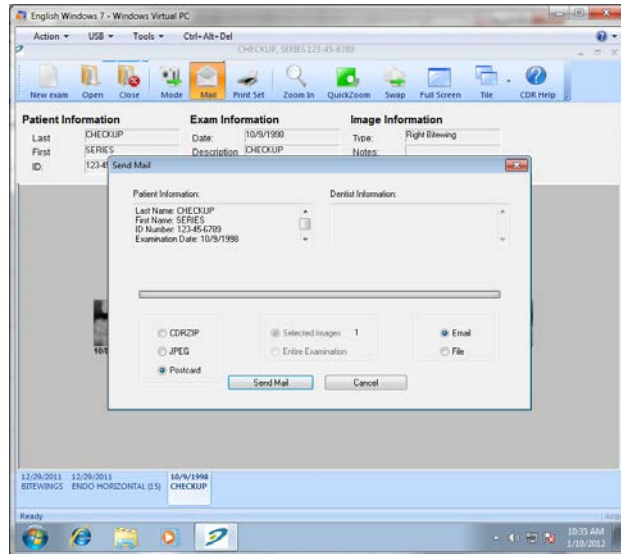 English Windows 7 - Windows Virtual PC
Action USB Tools Ctrl+Alt+Del
CHECKUP, SERIES 123-45-6789
New exam Open Close Mode Mail Print Set Zoom In QuickZoom Swap Full Screen Tile CDR Help
Patient Information Exam Information Image Information
Last CHECKUP Date: 10/9/1998 Type: Right Bitewing
First SERIES Description CHECKUP Notes:
ID: 123-45
Send Mail
Patient Information: Dentist Information:
Last Name: CHECKUP
First Name: SERIES
ID Number: 123-45-6789
Examination Date: 10/9/1998
CDRZIP Selected Images 1 Email
JPEG Entire Examination File
Postcard
Send Mail Cancel
12/29/2011 12/29/2011 10/9/1998
BITEWINGS ENDO HORIZONTAL (15) CHECKUP
Ready
10:35 AM
1/10/2012